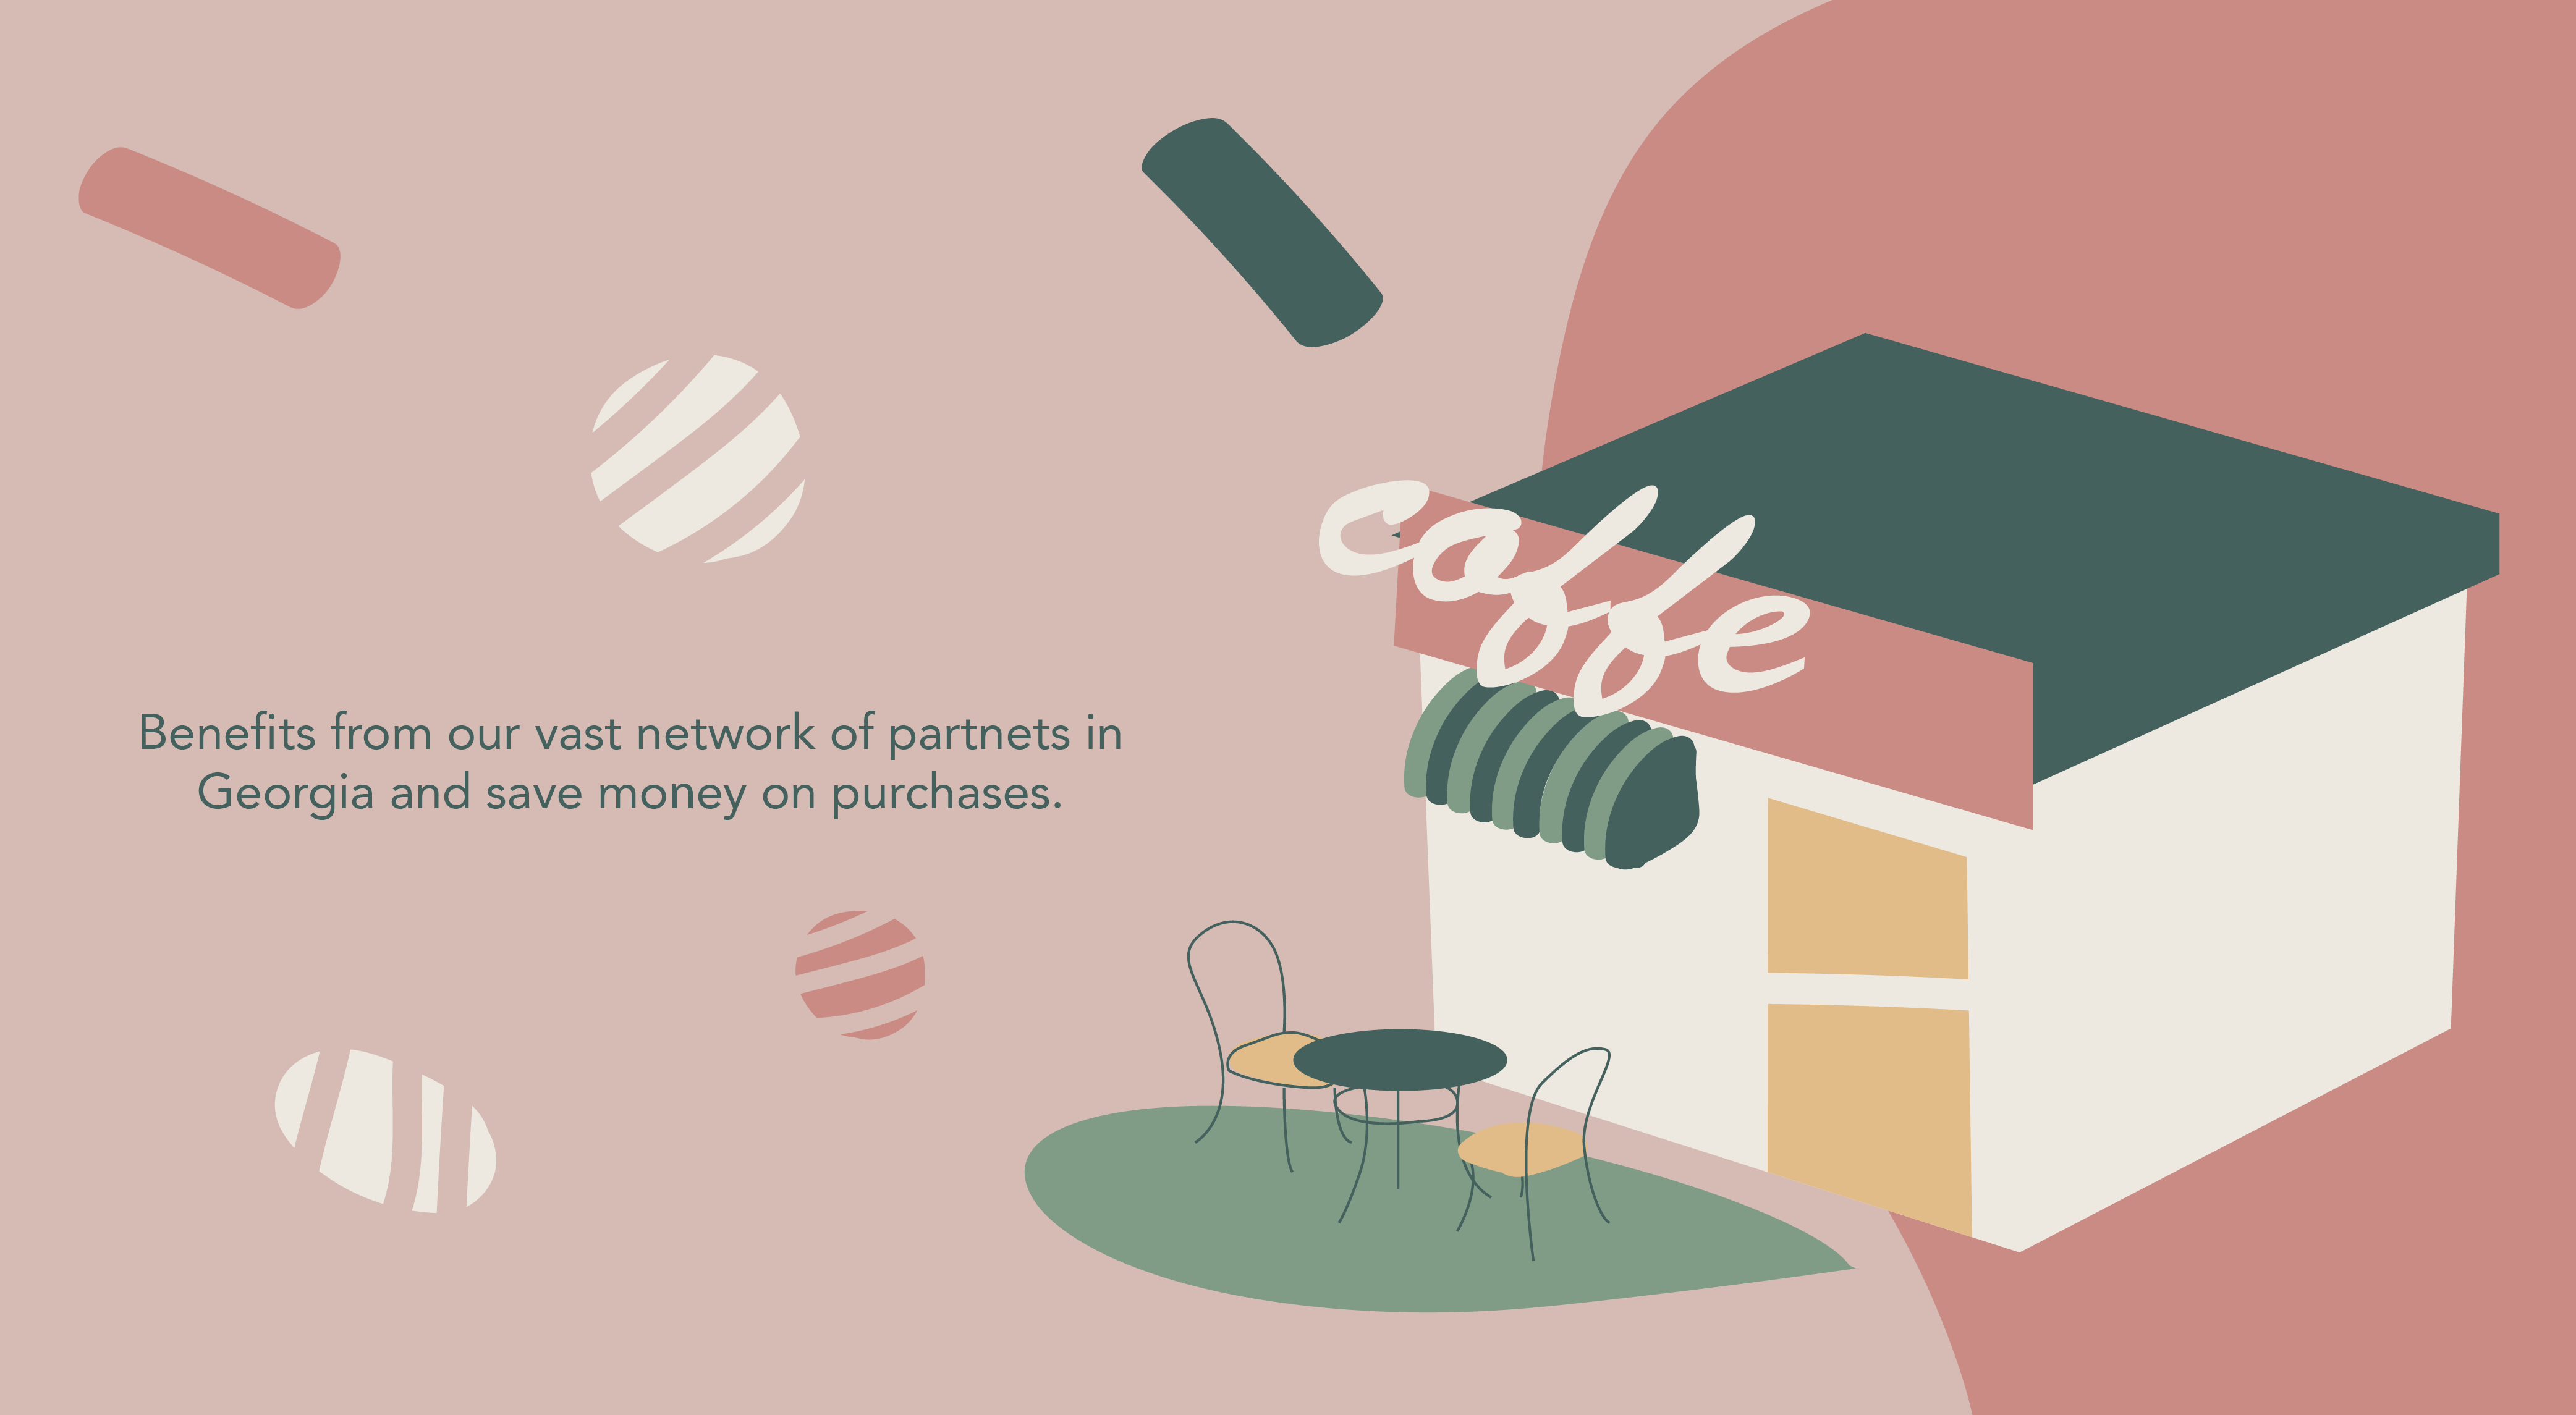 coffe
Benefits from our vast network of partnets in
Georgia and save money on purchases.